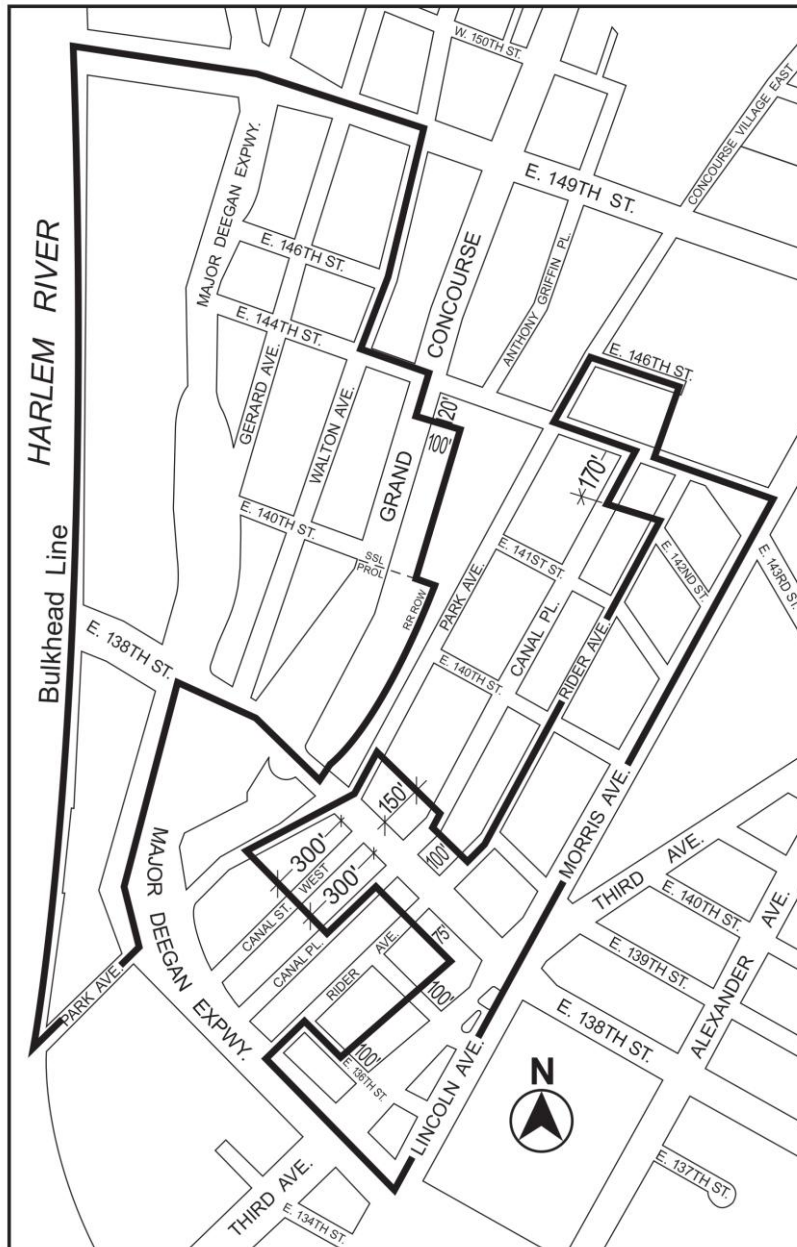 W. 150TH ST.
CONCOURSE VILLAGE EAST
MAJOR DEEGAN EXPWY.
E. 149TH ST.
HARLEM RIVER
Bulkhead Line
E. 146TH ST.
CONCOURSE
ANTHONY GRIFFIN PL.
E. 144TH ST.
E. 146TH ST.
GERARD AVE.
WALTON AVE.
20'
100'
GRAND
170'
E. 140TH ST.
SSL
PROL
RR ROW
PARK AVE.
E. 141ST ST.
E. 142ND ST.
E. 143RD ST.
CANAL PL.
RIDER AVE.
E. 138TH ST.
E. 140TH ST.
150'
100'
MORRIS AVE.
300'
WEST
300'
CANAL ST.
CANAL PL.
RIDER AVE.
75'
100'
100'
MAJOR DEEGAN EXPWY.
PARK AVE.
THIRD AVE.
E. 140TH ST.
E. 139TH ST.
E. 138TH ST.
ALEXANDER AVE.
E. 136TH ST.
LINCOLN AVE.
N
E. 137TH ST.
THIRD AVE.
E. 134TH ST.